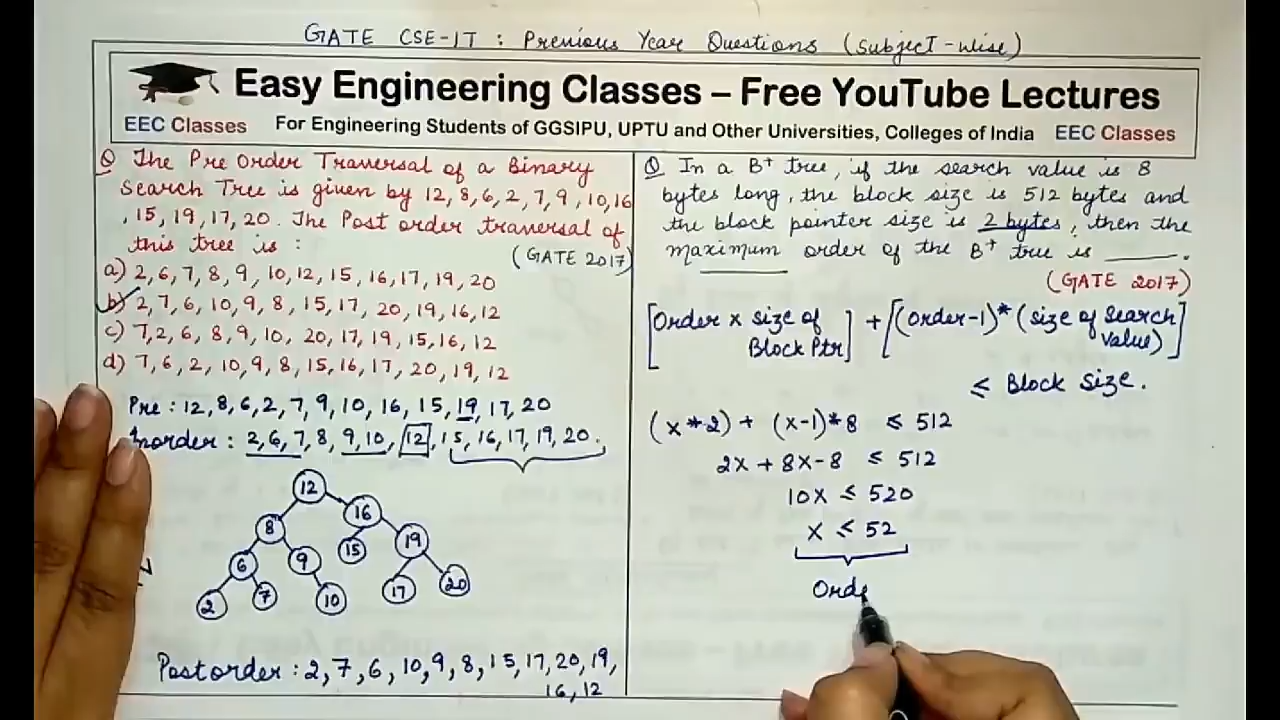 GATE CSE-IT : Previous Year Questions (Subject-wise)
Easy Engineering Classes – Free YouTube Lectures
EEC Classes For Engineering Students of GGSIPU, UPTU and Other Universities, Colleges of India EEC Classes
Q The Pre Order Traversal of a Binary
Search Tree is given by 12, 8, 6, 2, 7, 9, 10, 16
, 15, 19, 17, 20. The Post order traversal of
this tree is :
(GATE 2017)
a) 2, 6, 7, 8, 9, 10, 12, 15, 16, 17, 19, 20
b) 2, 7, 6, 10, 9, 8, 15, 17, 20, 19, 16, 12
c) 7, 2, 6, 8, 9, 10, 20, 17, 19, 15, 16, 12
d) 7, 6, 2, 10, 9, 8, 15, 16, 17, 20, 19, 12
Pre : 12, 8, 6, 2, 7, 9, 10, 16, 15, 19, 17, 20
Inorder : 2, 6, 7, 8, 9, 10, 12, 15, 16, 17, 19, 20.
12
8 16
6 9 15 19
2 7 10 17 20
Post order : 2, 7, 6, 10, 9, 8, 15, 17, 20, 19,
16, 12
Q In a B+ tree, if the search value is 8
bytes long, the block size is 512 bytes and
the block pointer size is 2 bytes, then the
maximum order of the B+ tree is ______.
(GATE 2017)
[Order x size of Block Ptr] + [(order-1)* (size of search value)]
≤ Block Size.
(x*2) + (x-1)*8 ≤ 512
2x + 8x-8 ≤ 512
10x ≤ 520
x ≤ 52
Orde